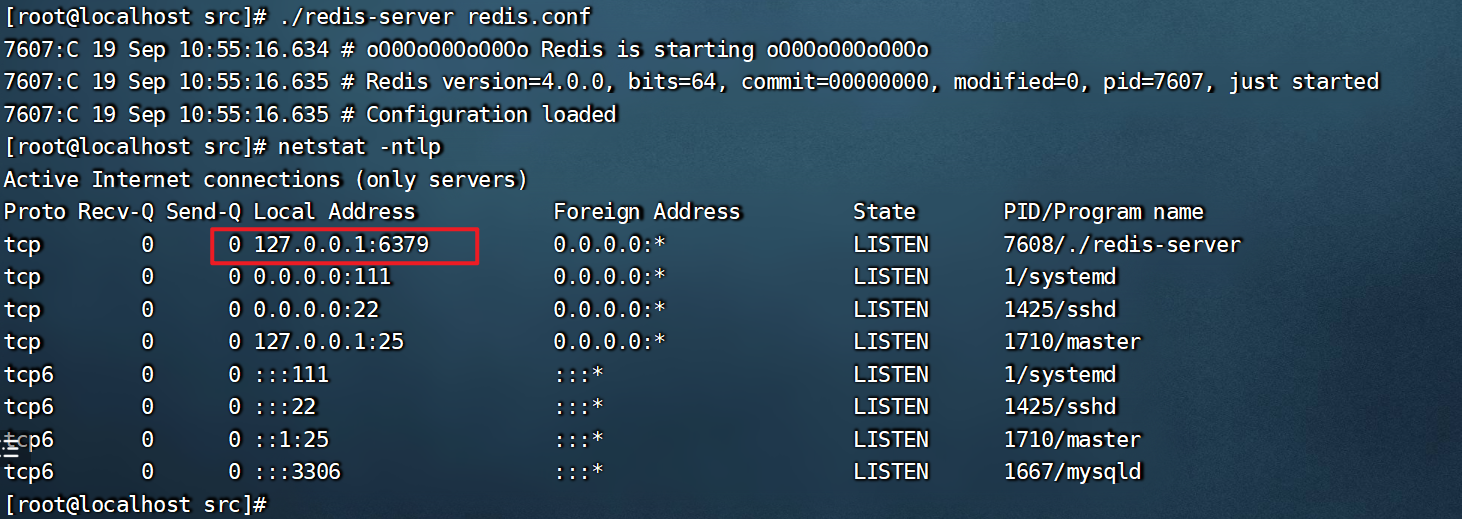 [root@localhost src]# ./redis-server redis.conf
7607:C 19 Sep 10:55:16.634 # oO0OoO0OoO0Oo Redis is starting oO0OoO0OoO0Oo
7607:C 19 Sep 10:55:16.635 # Redis version=4.0.0, bits=64, commit=00000000, modified=0, pid=7607, just started
7607:C 19 Sep 10:55:16.635 # Configuration loaded
[root@localhost src]# netstat -ntlp
Active Internet connections (only servers)
Proto Recv-Q Send-Q Local Address           Foreign Address         State       PID/Program name
tcp        0      0 127.0.0.1:6379          0.0.0.0:*               LISTEN      7608/./redis-server
tcp        0      0 0.0.0.0:111             0.0.0.0:*               LISTEN      1/systemd
tcp        0      0 0.0.0.0:22              0.0.0.0:*               LISTEN      1425/sshd
tcp        0      0 127.0.0.1:25            0.0.0.0:*               LISTEN      1710/master
tcp6       0      0 :::111                  :::*                    LISTEN      1/systemd
tcp6       0      0 :::22                   :::*                    LISTEN      1425/sshd
tcp6       0      0 ::1:25                  :::*                    LISTEN      1710/master
tcp6       0      0 :::3306                 :::*                    LISTEN      1667/mysqld
[root@localhost src]#